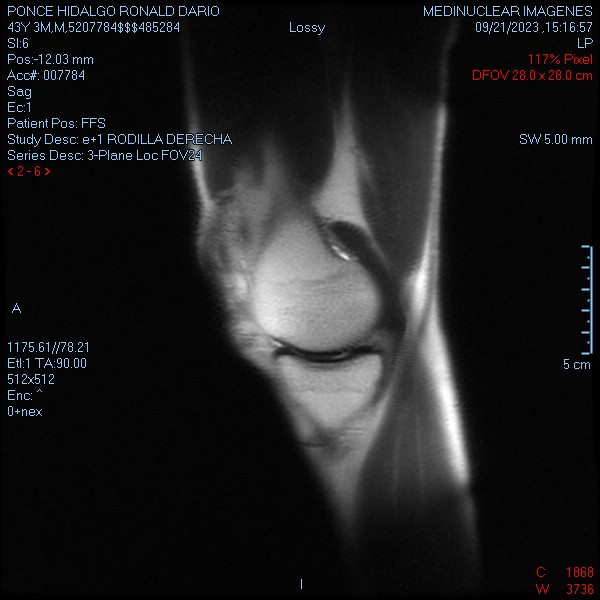 PONCE HIDALGO RONALD DARIO
43Y 3M,M,5207784$$$485284
SI:6
Pos:-12.03 mm
Acc#: 007784
Sag
Ec:1
Patient Pos: FFS
Study Desc: e+1 RODILLA DERECHA
Series Desc: 3-Plane Loc FOV24
< 2 - 6 >
Lossy
MEDINUCLEAR IMAGENES
09/21/2023 ,15:16:57
LP
117% Pixel
DFOV 28.0 x 28.0 cm
SW 5.00 mm
A
1175.61//78.21
Etl:1 TA:90.00
512x512
Enc: ^
0+nex
5 cm
I
C 1868
W 3736